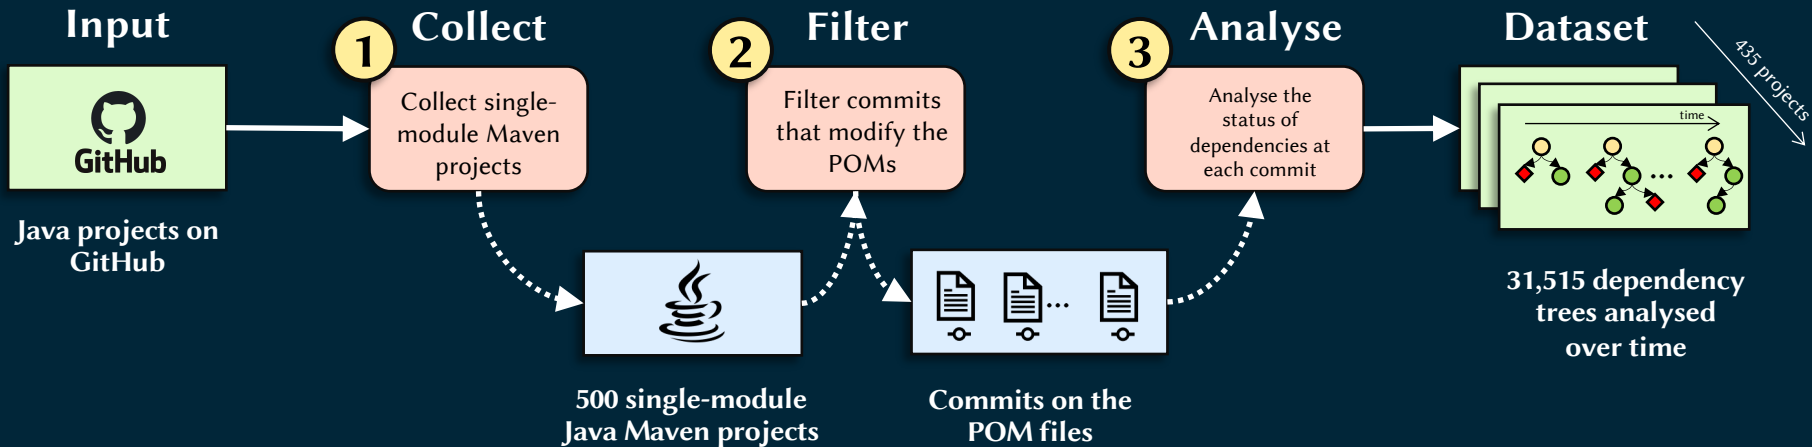 Input
GitHub
Java projects on
GitHub
1
Collect
Collect single-
module Maven
projects
500 single-module
Java Maven projects
2
Filter
Filter commits
that modify the
POMs
...
Commits on the
POM files
3
Analyse
Analyse the
status of
dependencies at
each commit
Dataset
435 projects
time
...
31,515 dependency
trees analysed
over time